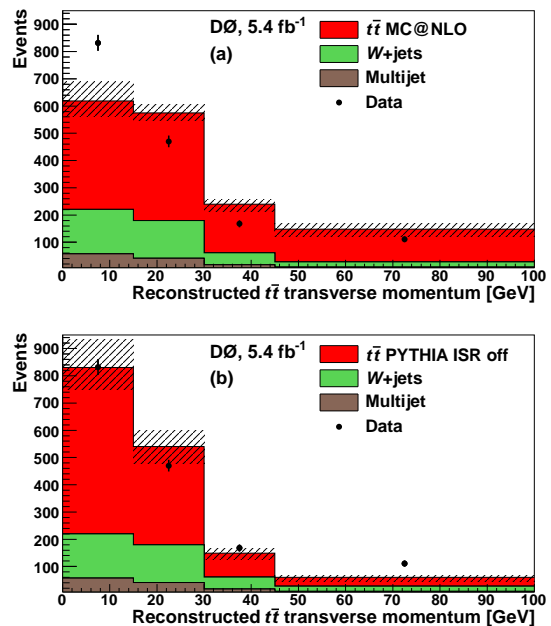 Events
900
800
700
600
500
400
300
200
100
DØ, 5.4 fb⁻¹
(a)
tt̄ MC@NLO
W+jets
Multijet
Data
0 10 20 30 40 50 60 70 80 90 100
Reconstructed tt̄ transverse momentum [GeV]
Events
900
800
700
600
500
400
300
200
100
DØ, 5.4 fb⁻¹
(b)
tt̄ PYTHIA ISR off
W+jets
Multijet
Data
0 10 20 30 40 50 60 70 80 90 100
Reconstructed tt̄ transverse momentum [GeV]